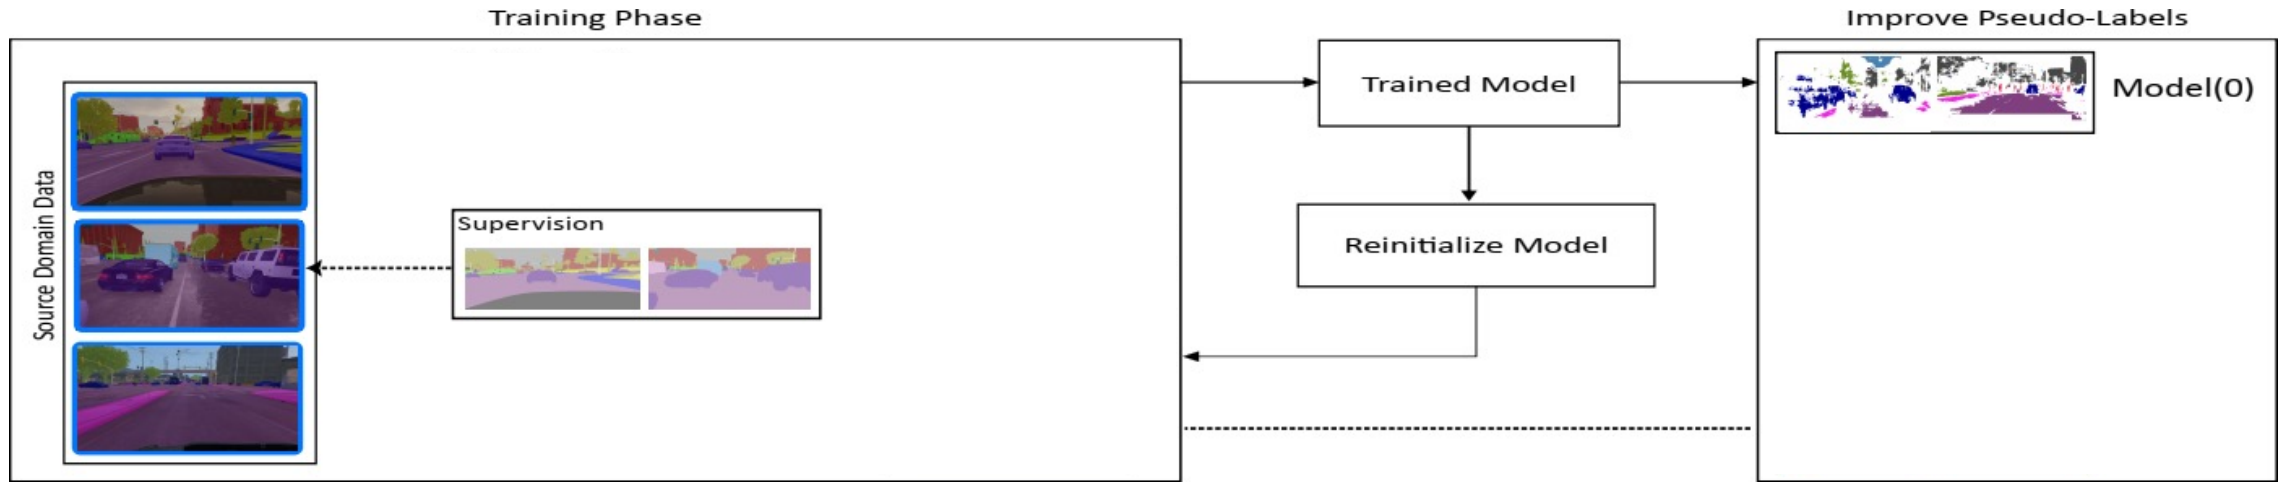 Training Phase
Improve Pseudo-Labels
Trained Model
Model(0)
Source Domain Data
Supervision
Reinitialize Model